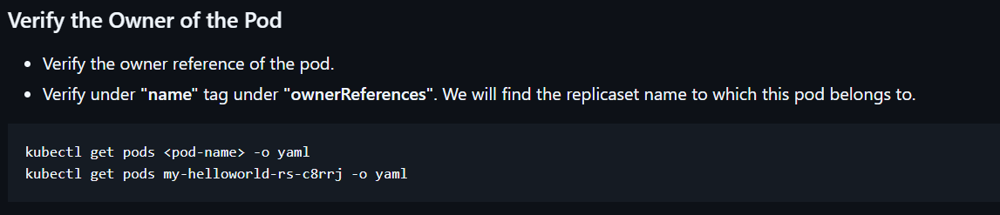 Verify the Owner of the Pod
• Verify the owner reference of the pod.
• Verify under "name" tag under "ownerReferences". We will find the replicaset name to which this pod belongs to.
kubectl get pods <pod-name> -o yaml
kubectl get pods my-helloworld-rs-c8rrj -o yaml